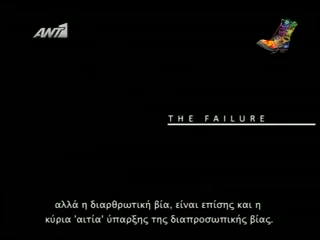 ANT1
THE FAILURE
αλλά η διαρθρωτική βία, είναι επίσης και η
κύρια 'αιτία' ύπαρξης της διαπροσωπικής βίας.